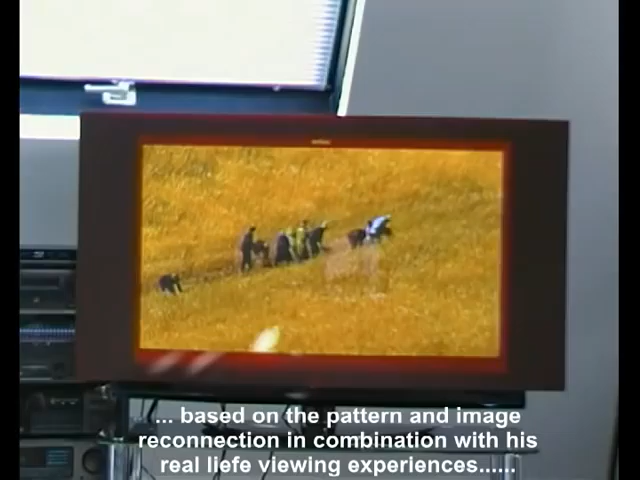 ... based on the pattern and image
reconnection in combination with his
real liefe viewing experiences......